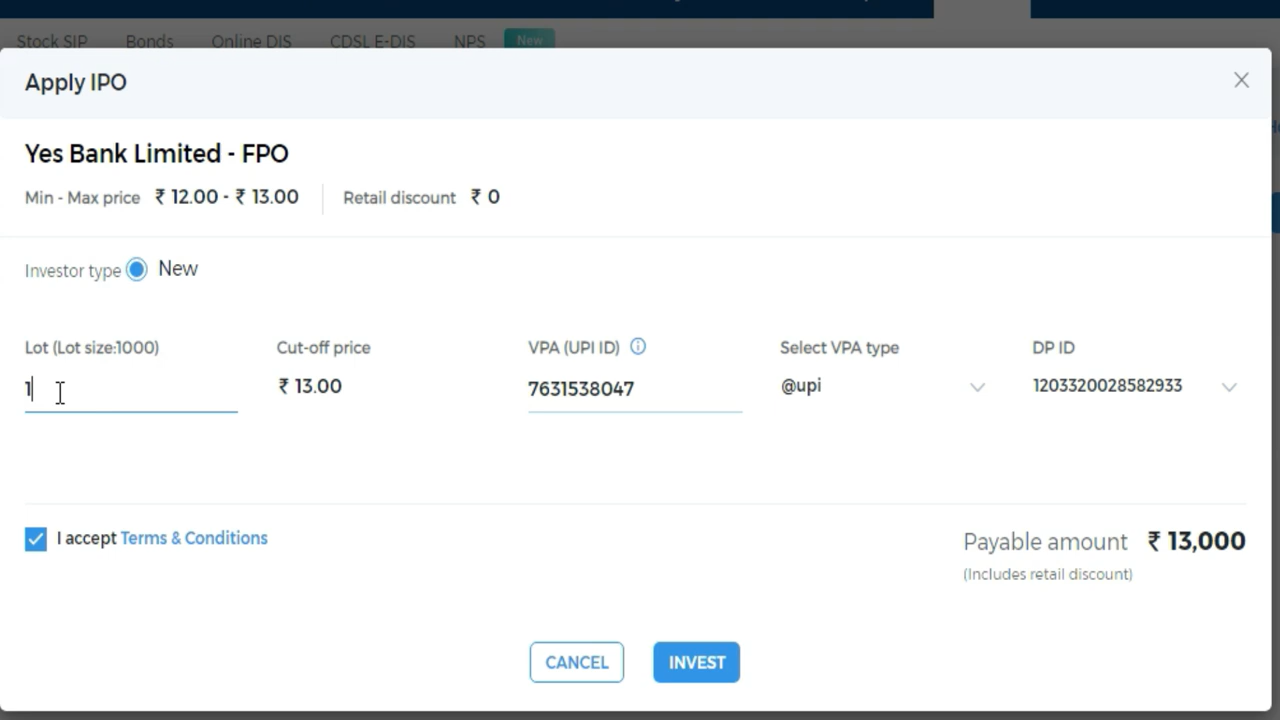 Stock SIP Bonds Online DIS CDSL E-DIS NPS New
Apply IPO
Yes Bank Limited - FPO
Min - Max price ₹ 12.00 - ₹ 13.00 Retail discount ₹ 0
Investor type New
Lot (Lot size:1000) Cut-off price VPA (UPI ID) Select VPA type DP ID
1 ₹ 13.00 7631538047 @upi 1203320028582933
I accept Terms & Conditions Payable amount ₹ 13,000
(Includes retail discount)
CANCEL INVEST